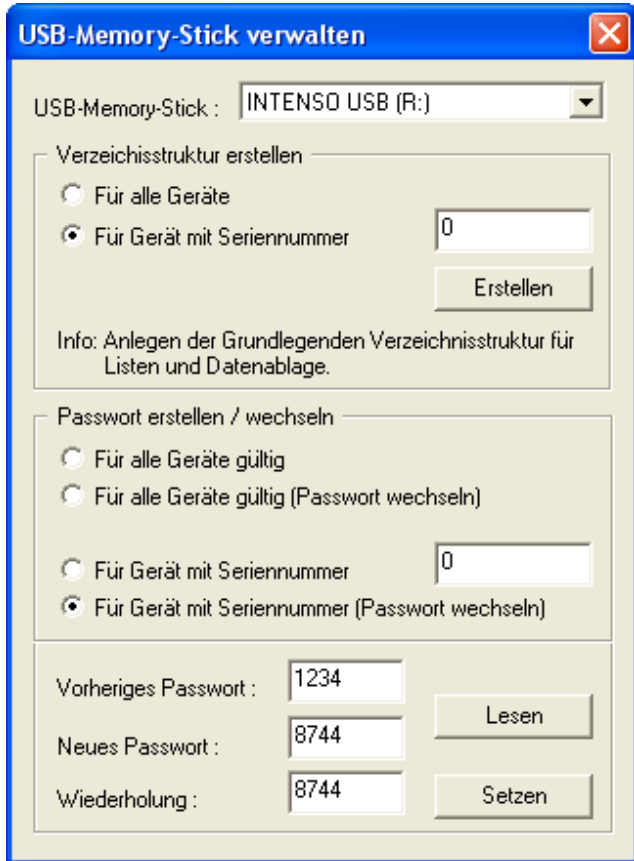 USB-Memory-Stick verwalten
USB-Memory-Stick : INTENSO USB (R:)
Verzeichisstruktur erstellen
Für alle Geräte
Für Gerät mit Seriennummer 0
Erstellen
Info: Anlegen der Grundlegenden Verzeichnisstruktur für
Listen und Datenablage.
Passwort erstellen / wechseln
Für alle Geräte gültig
Für alle Geräte gültig (Passwort wechseln)
Für Gerät mit Seriennummer 0
Für Gerät mit Seriennummer (Passwort wechseln)
Vorheriges Passwort : 1234
Lesen
Neues Passwort : 8744
Wiederholung : 8744 Setzen